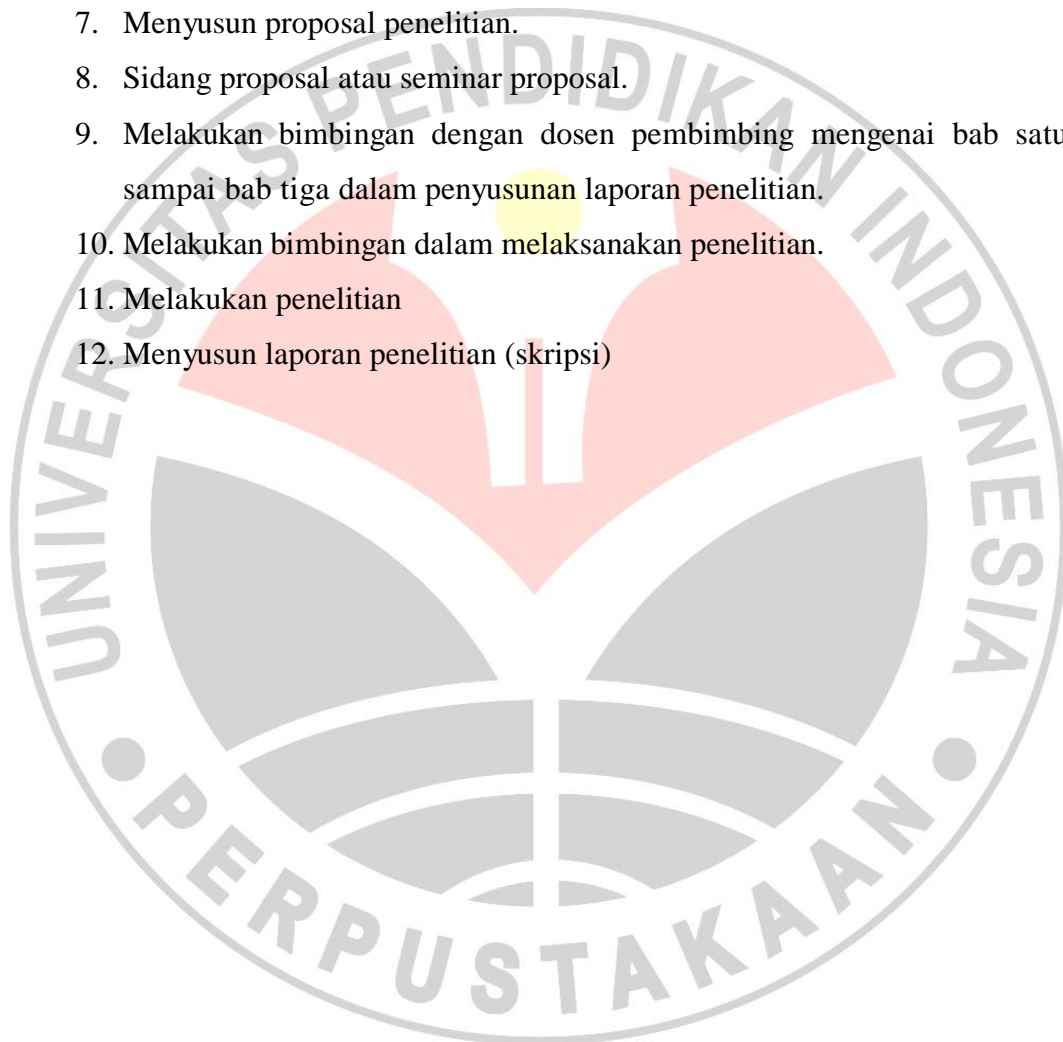 7. Menyusun proposal penelitian.
8. Sidang proposal atau seminar proposal.
9. Melakukan bimbingan dengan dosen pembimbing mengenai bab satu
sampai bab tiga dalam penyusunan laporan penelitian.
10. Melakukan bimbingan dalam melaksanakan penelitian.
11. Melakukan penelitian
12. Menyusun laporan penelitian (skripsi)
UNIVERSITAS PENDIDIKAN INDONESIA
PERPUSTAKAAN